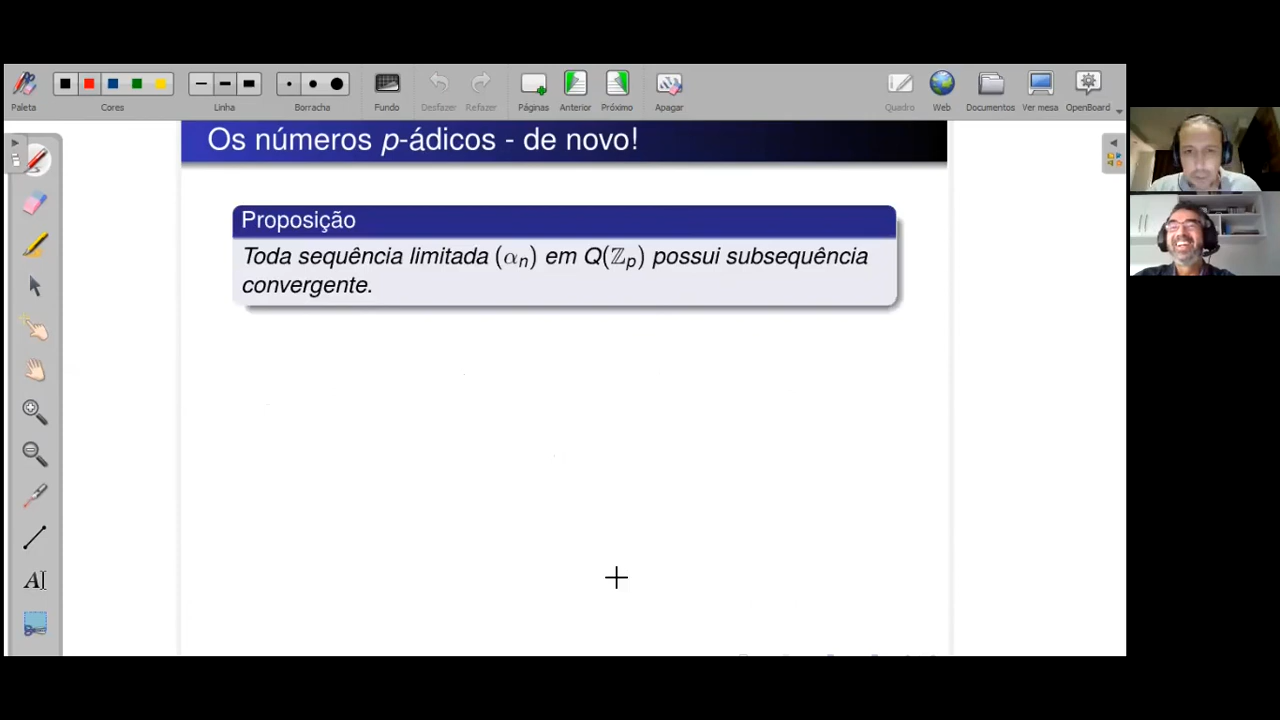 Paleta
Cores
Linha
Borracha
Fundo
Desfazer
Refazer
Páginas
Anterior
Próximo
Apagar
Quadro
Web
Documentos
Ver mesa
OpenBoard
Os números p-ádicos - de novo!
Proposição
Toda sequência limitada (αₙ) em Q(ℤₚ) possui subsequência
convergente.
A